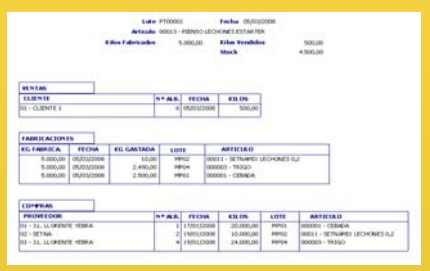 Lote PT00001 Fecha 05/03/2008
Artículo 00013 - PIENSO LECHONES ESTARTER
Kilos Fabricados 5.000,00 Kilos Vendidos 500,00
Stock 4.500,00
VENTAS
CLIENTE Nº ALB. FECHA KILOS
01 - CLIENTE 1 6 05/03/2008 500,00
FABRICACIONES
KG FABRICA. FECHA KG GASTADA LOTE ARTICULO
5.000,00 05/03/2008 10,00 MP02 00011 - SETNAMIX LECHONES 0,2
5.000,00 05/03/2008 2.490,00 MP04 000003 - TRIGO
5.000,00 05/03/2008 2.500,00 MP01 000001 - CEBADA
COMPRAS
PROVEEDOR Nº ALB. FECHA KILOS LOTE ARTICULO
01 - J.L. LLORENTE YEBRA 1 17/01/2008 20.000,00 MP01 000001 - CEBADA
02 - SETNA 2 19/01/2008 10.000,00 MP02 00011 - SETNAMIX LECHONES 0,2
01 - J.L. LLORENTE YEBRA 4 19/01/2008 24.000,00 MP04 000003 - TRIGO